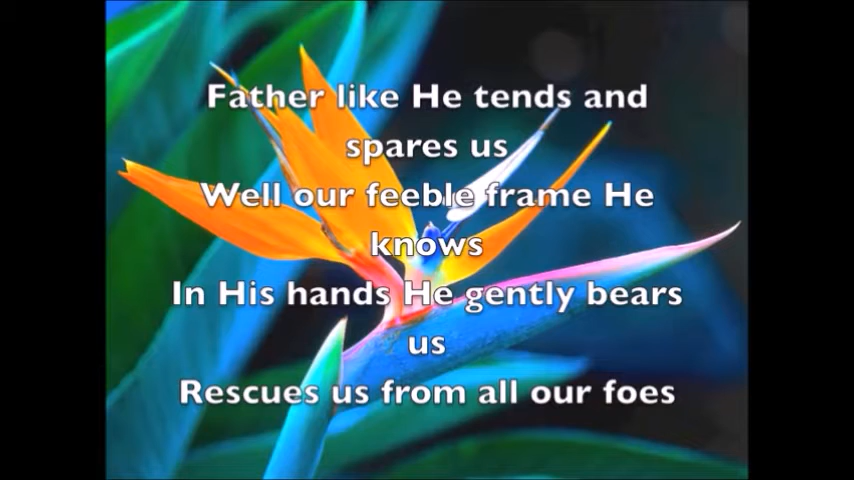 Father like He tends and
spares us
Well our feeble frame He
knows
In His hands He gently bears
us
Rescues us from all our foes